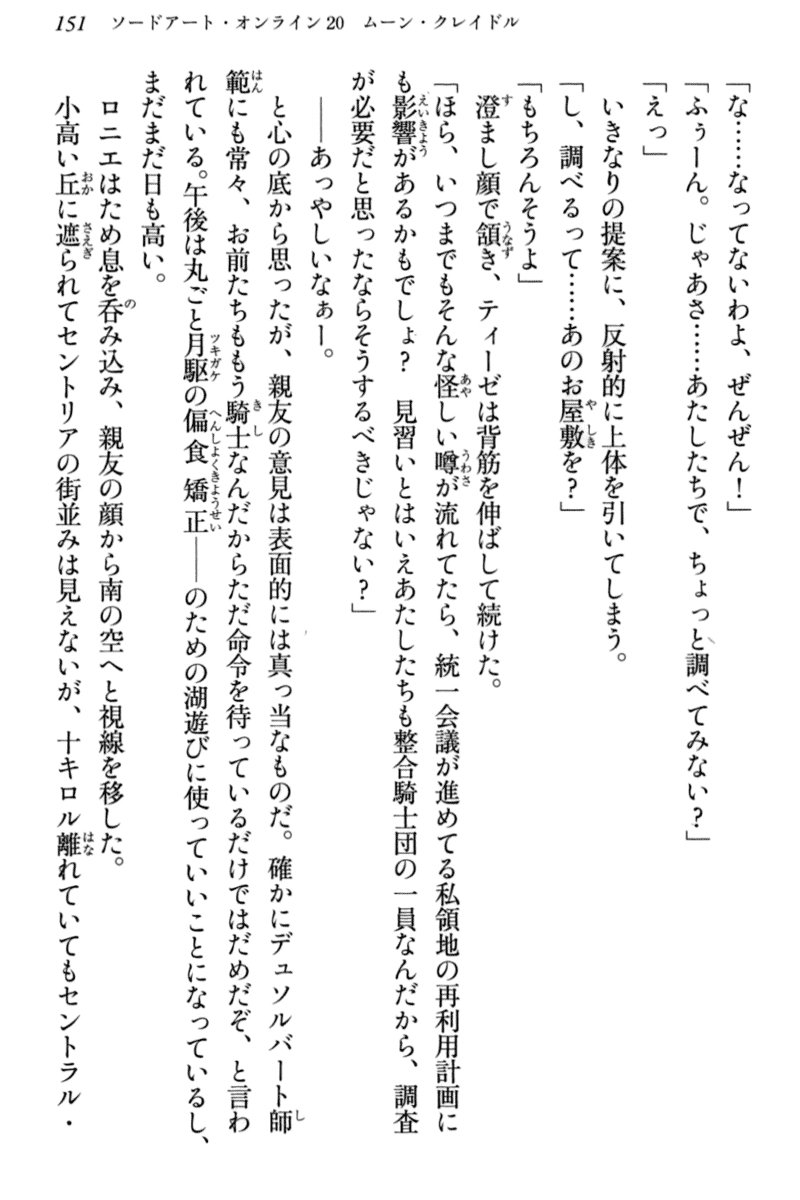 151　ソードアート・オンライン20　ムーン・クレイドル
「な……なってないわよ、ぜんぜん！」
「ふぅーん。じゃあさ……あたしたちで、ちょっと調べてみない？」
「えっ」
いきなりの提案に、反射的に上体を引いてしまう。
「し、調べるって……あのお屋敷を？」
「もちろんそうよ」
澄まし顔で頷き、ティーゼは背筋を伸ばして続けた。
「ほら、いつまでもそんな怪しい噂が流れてたら、統一会議が進めてる私領地の再利用計画に
も影響があるかもでしょ？　見習いとはいえあたしたちも整合騎士団の一員なんだから、調査
が必要だと思ったならそうするべきじゃない？」
――あっやしいなぁー。
と心の底から思ったが、親友の意見は表面的には真っ当なものだ。確かにデュソルバート師
範にも常々、お前たちももう騎士なんだからただ命令を待っているだけではだめだぞ、と言わ
れている。午後は丸ごと月駆の偏食矯正――のための湖遊びに使っていいことになっているし、
まだまだ日も高い。
ロニエはため息を呑み込み、親友の顔から南の空へと視線を移した。
小高い丘に遮られてセントリアの街並みは見えないが、十キロル離れていてもセントラル・